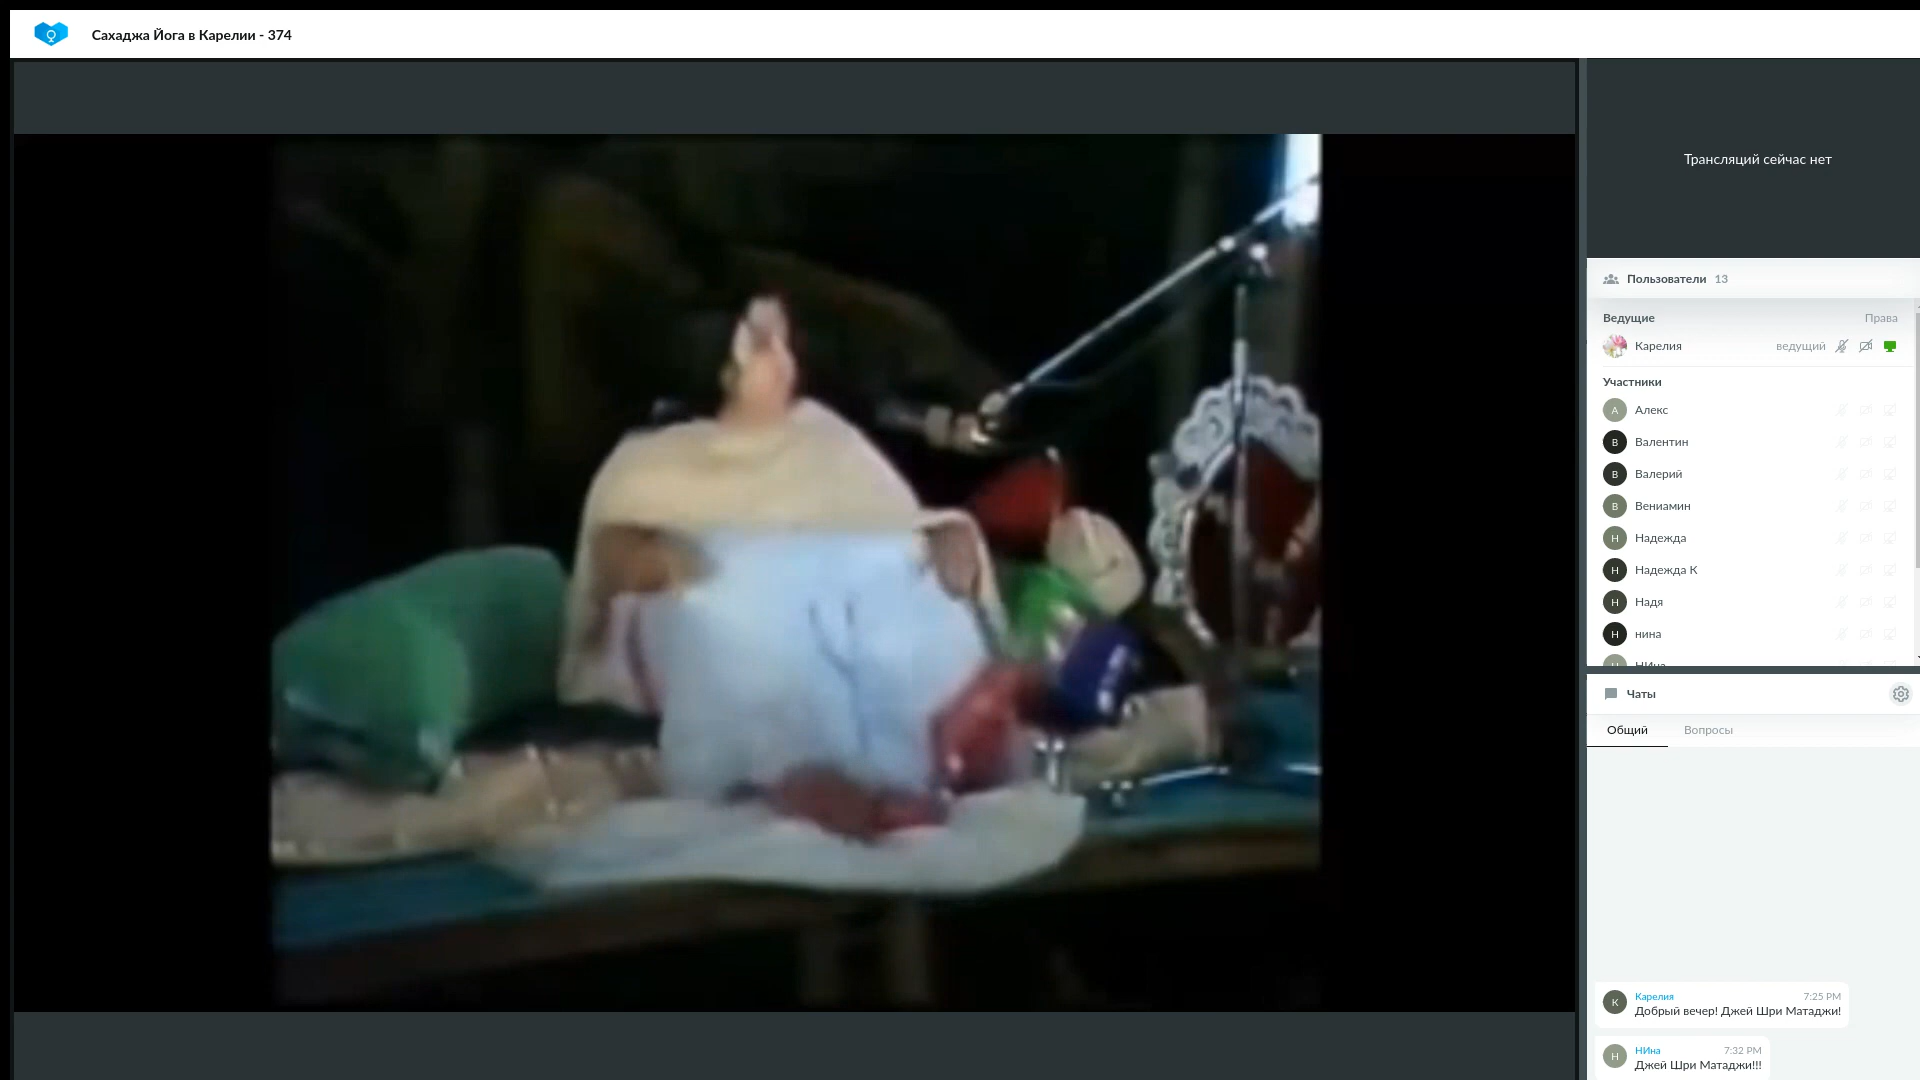 Сахаджа Йога в Карелии - 374
Трансляций сейчас нет
Пользователи 13
Ведущие Права
Карелия ведущий
Участники
А Алекс
В Валентин
В Валерий
В Вениамин
Н Надежда
Н Надежда К
Н Надя
Н нина
Н НИна
Чаты
Общий Вопросы
К Карелия 7:25 PM
Добрый вечер! Джей Шри Матаджи!
Н НИна 7:32 PM
Джей Шри Матаджи!!!